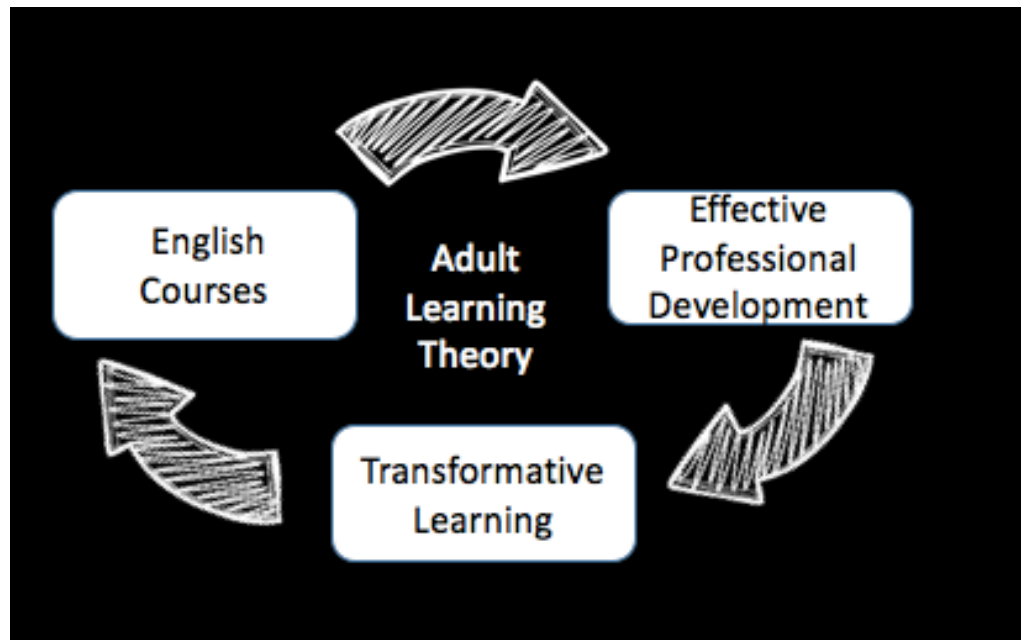 English
Courses
Adult
Learning
Theory
Effective
Professional
Development
Transformative
Learning